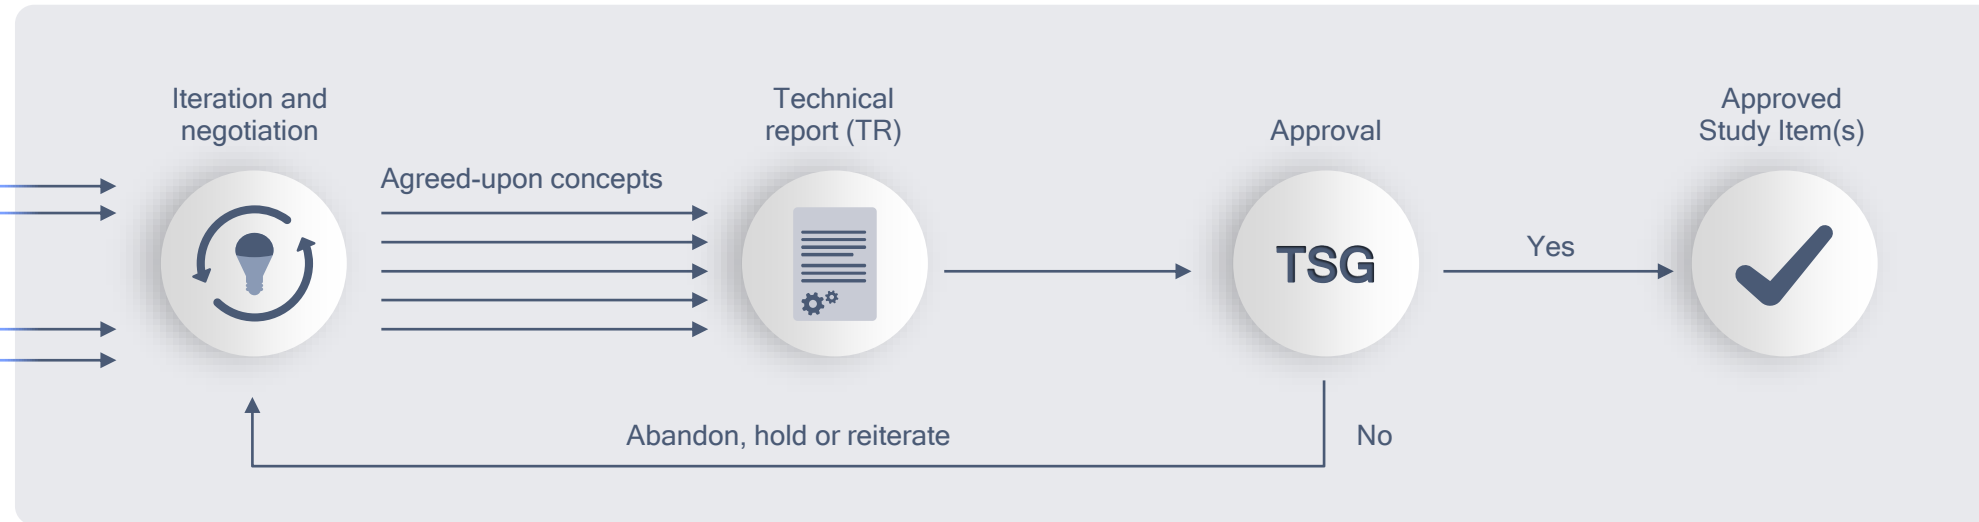 Iteration and
negotiation
Agreed-upon concepts
Technical
report (TR)
Approval
TSG
Yes
Approved
Study Item(s)
Abandon, hold or reiterate
No